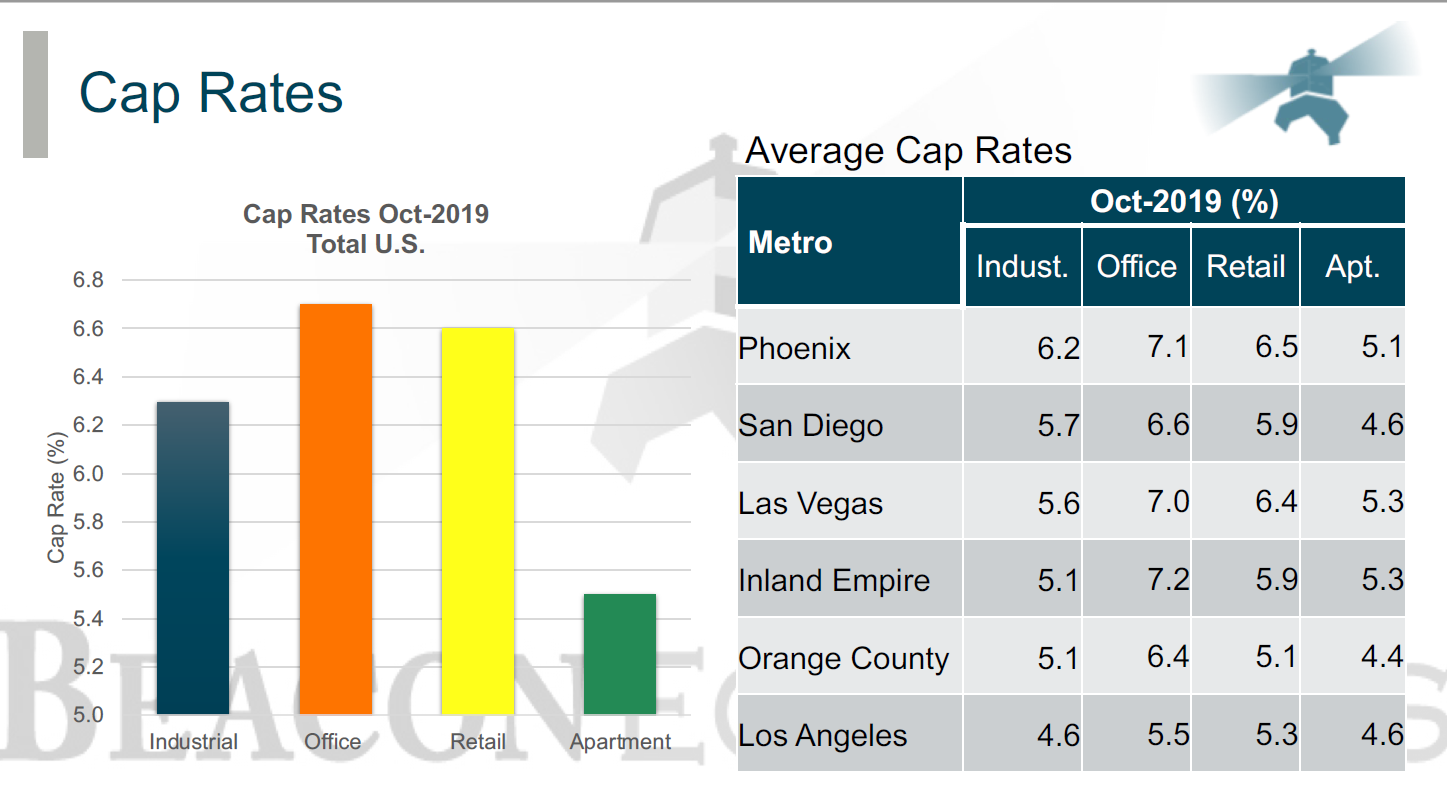 Cap Rates
Cap Rates Oct-2019
Total U.S.
Cap Rate (%)
6.8
6.6
6.4
6.2
6.0
5.8
5.6
5.4
5.2
5.0
Industrial Office Retail Apartment
Average Cap Rates
Metro Oct-2019 (%)
Indust. Office Retail Apt.
Phoenix 6.2 7.1 6.5 5.1
San Diego 5.7 6.6 5.9 4.6
Las Vegas 5.6 7.0 6.4 5.3
Inland Empire 5.1 7.2 5.9 5.3
Orange County 5.1 6.4 5.1 4.4
Los Angeles 4.6 5.5 5.3 4.6
BEACON